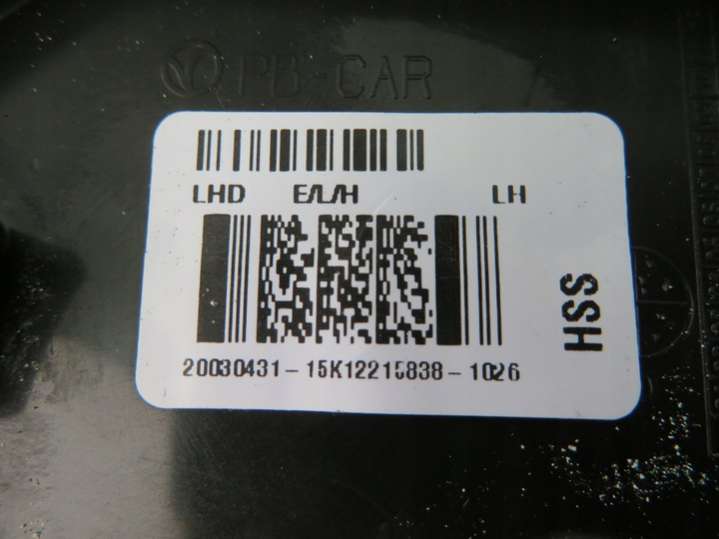 PB-CAR
LHD E/L/H LH
HSS
20030431-15K12215838-1026